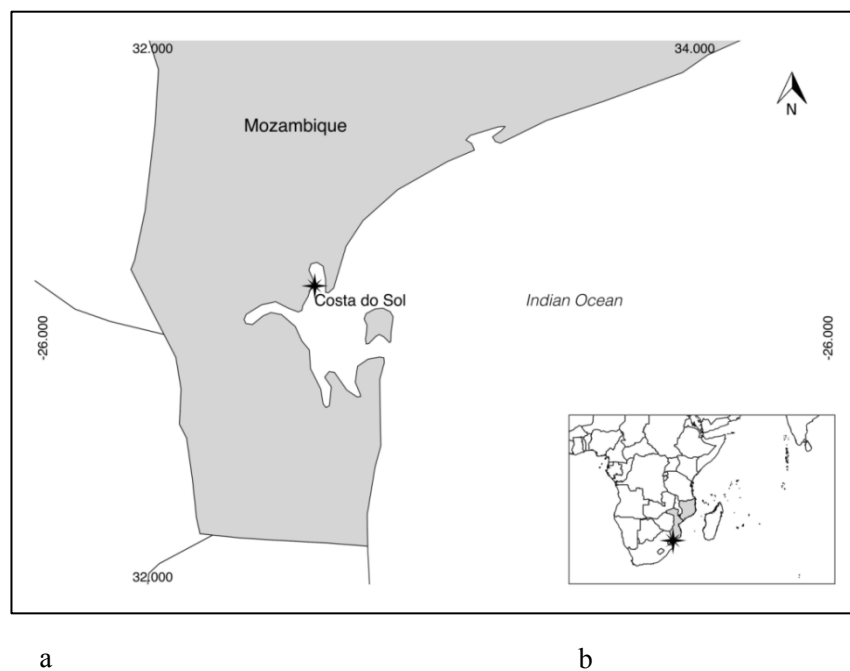 32.000
34.000
Mozambique
N
Costa do Sol
Indian Ocean
-26.000
-26.000
32.000
a
b